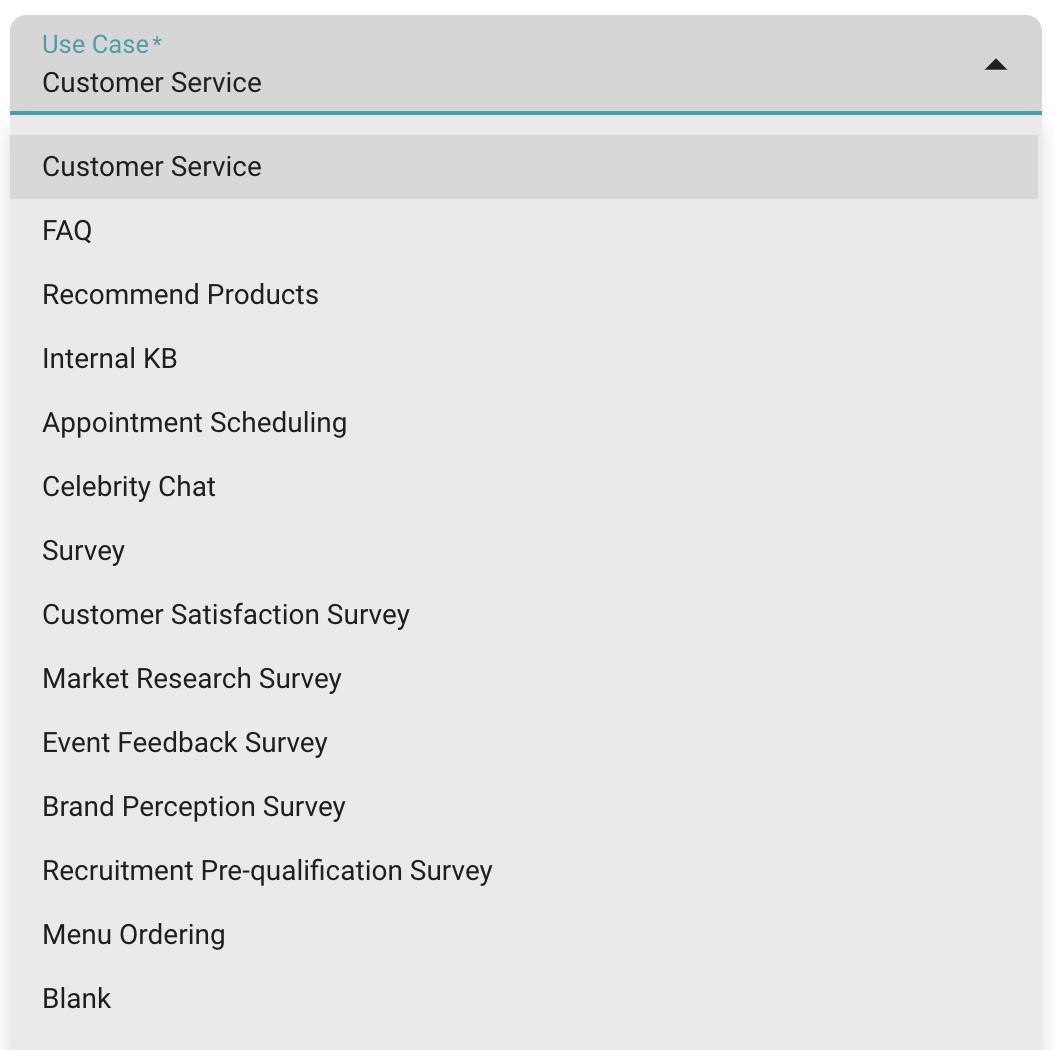 Use Case*
Customer Service
Customer Service
FAQ
Recommend Products
Internal KB
Appointment Scheduling
Celebrity Chat
Survey
Customer Satisfaction Survey
Market Research Survey
Event Feedback Survey
Brand Perception Survey
Recruitment Pre-qualification Survey
Menu Ordering
Blank